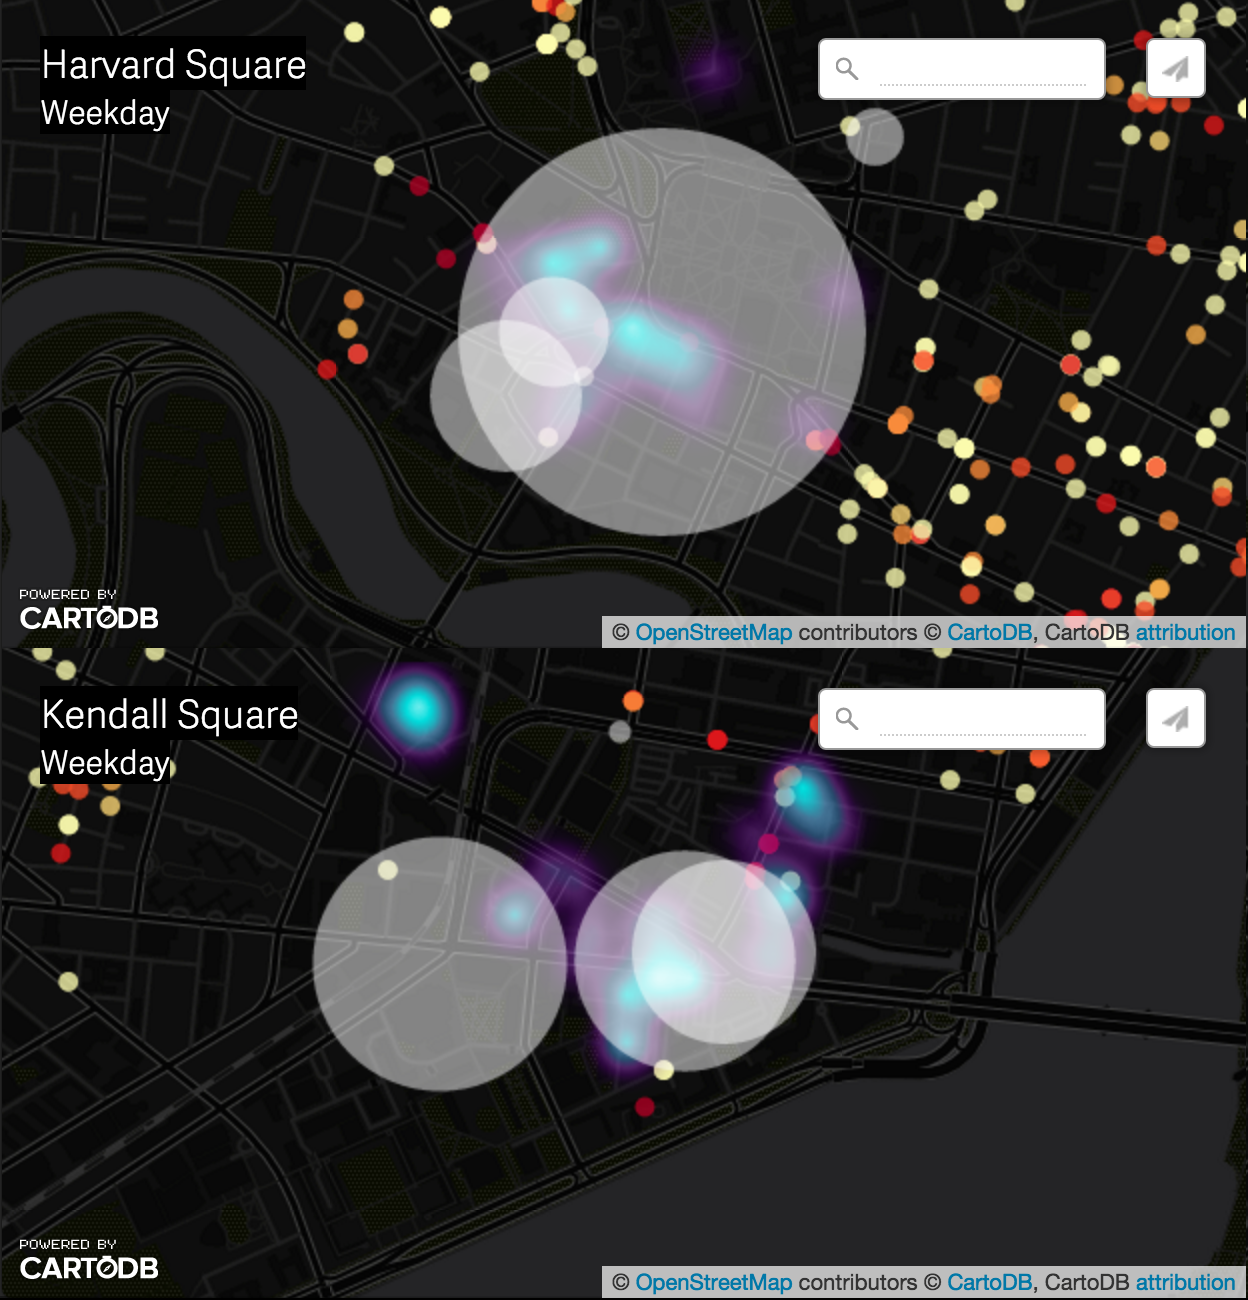 Harvard Square
Weekday
POWERED BY
CARTODB
© OpenStreetMap contributors © CartoDB, CartoDB attribution
Kendall Square
Weekday
POWERED BY
CARTODB
© OpenStreetMap contributors © CartoDB, CartoDB attribution